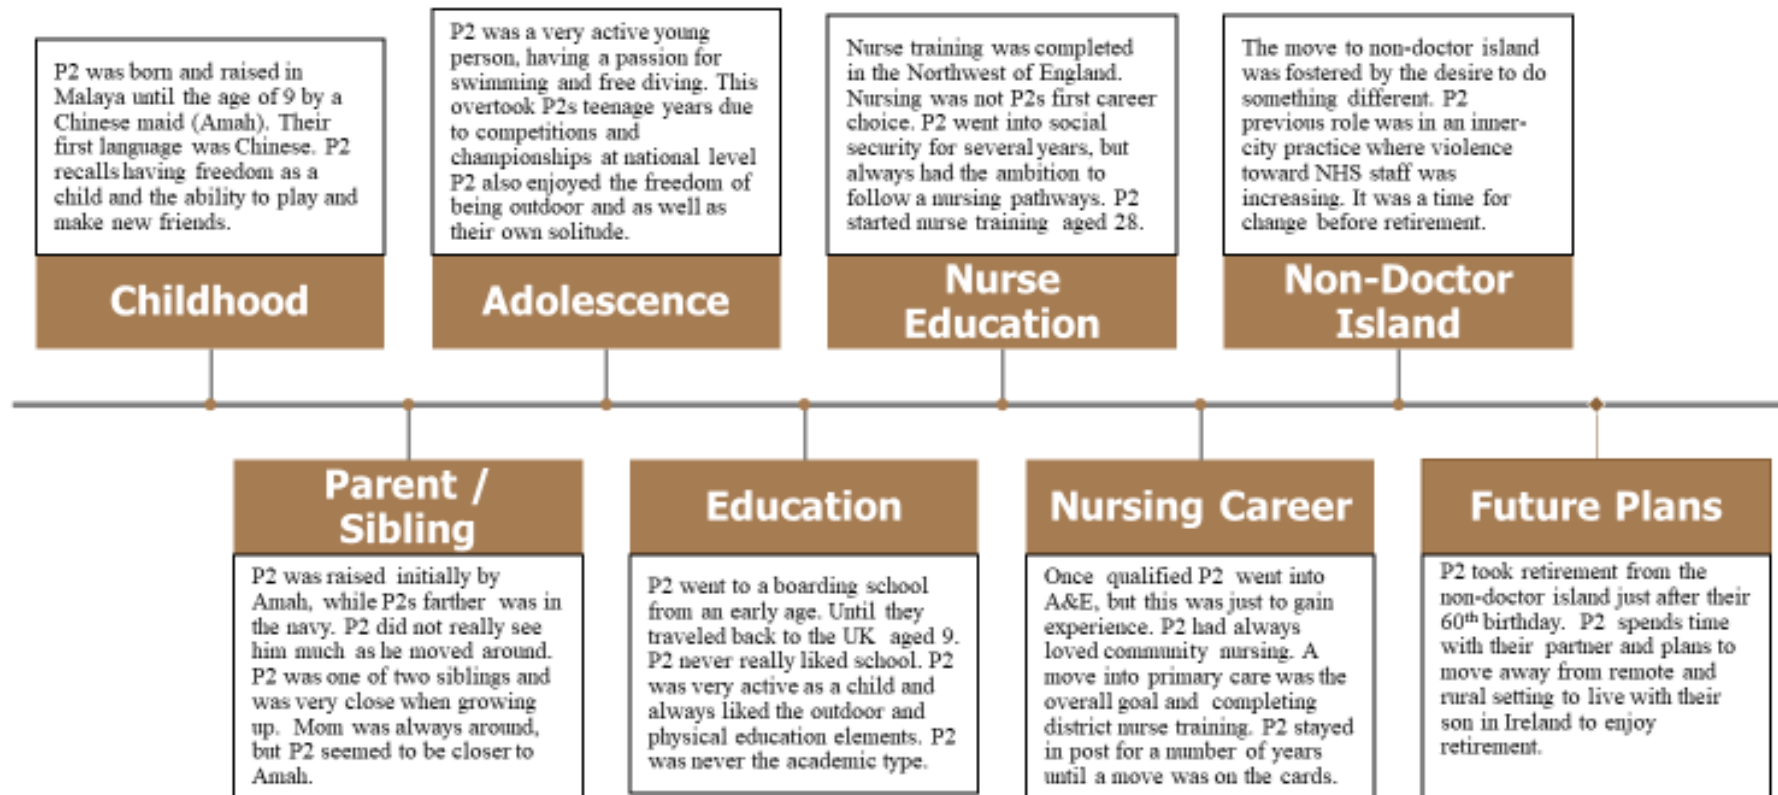 P2 was born and raised in
Malaya until the age of 9 by a
Chinese maid (Amah). Their
first language was Chinese. P2
recalls having freedom as a
child and the ability to play and
make new friends.
Childhood
P2 was a very active young
person, having a passion for
swimming and free diving. This
overtook P2s teenage years due
to competitions and
championships at national level
P2 also enjoyed the freedom of
being outdoor and as well as
their own solitude.
Adolescence
Nurse training was completed
in the Northwest of England.
Nursing was not P2s first career
choice. P2 went into social
security for several years, but
always had the ambition to
follow a nursing pathways. P2
started nurse training aged 28.
Nurse
Education
The move to non-doctor island
was fostered by the desire to do
something different. P2
previous role was in an inner-
city practice where violence
toward NHS staff was
increasing. It was a time for
change before retirement.
Non-Doctor
Island
Parent /
Sibling
P2 was raised initially by
Amah, while P2s farther was in
the navy. P2 did not really see
him much as he moved around.
P2 was one of two siblings and
was very close when growing
up. Mom was always around,
but P2 seemed to be closer to
Amah.
Education
P2 went to a boarding school
from an early age. Until they
traveled back to the UK aged 9.
P2 never really liked school. P2
was very active as a child and
always liked the outdoor and
physical education elements. P2
was never the academic type.
Nursing Career
Once qualified P2 went into
A&E, but this was just to gain
experience. P2 had always
loved community nursing. A
move into primary care was the
overall goal and completing
district nurse training. P2 stayed
in post for a number of years
until a move was on the cards.
Future Plans
P2 took retirement from the
non-doctor island just after their
60th birthday. P2 spends time
with their partner and plans to
move away from remote and
rural setting to live with their
son in Ireland to enjoy
retirement.